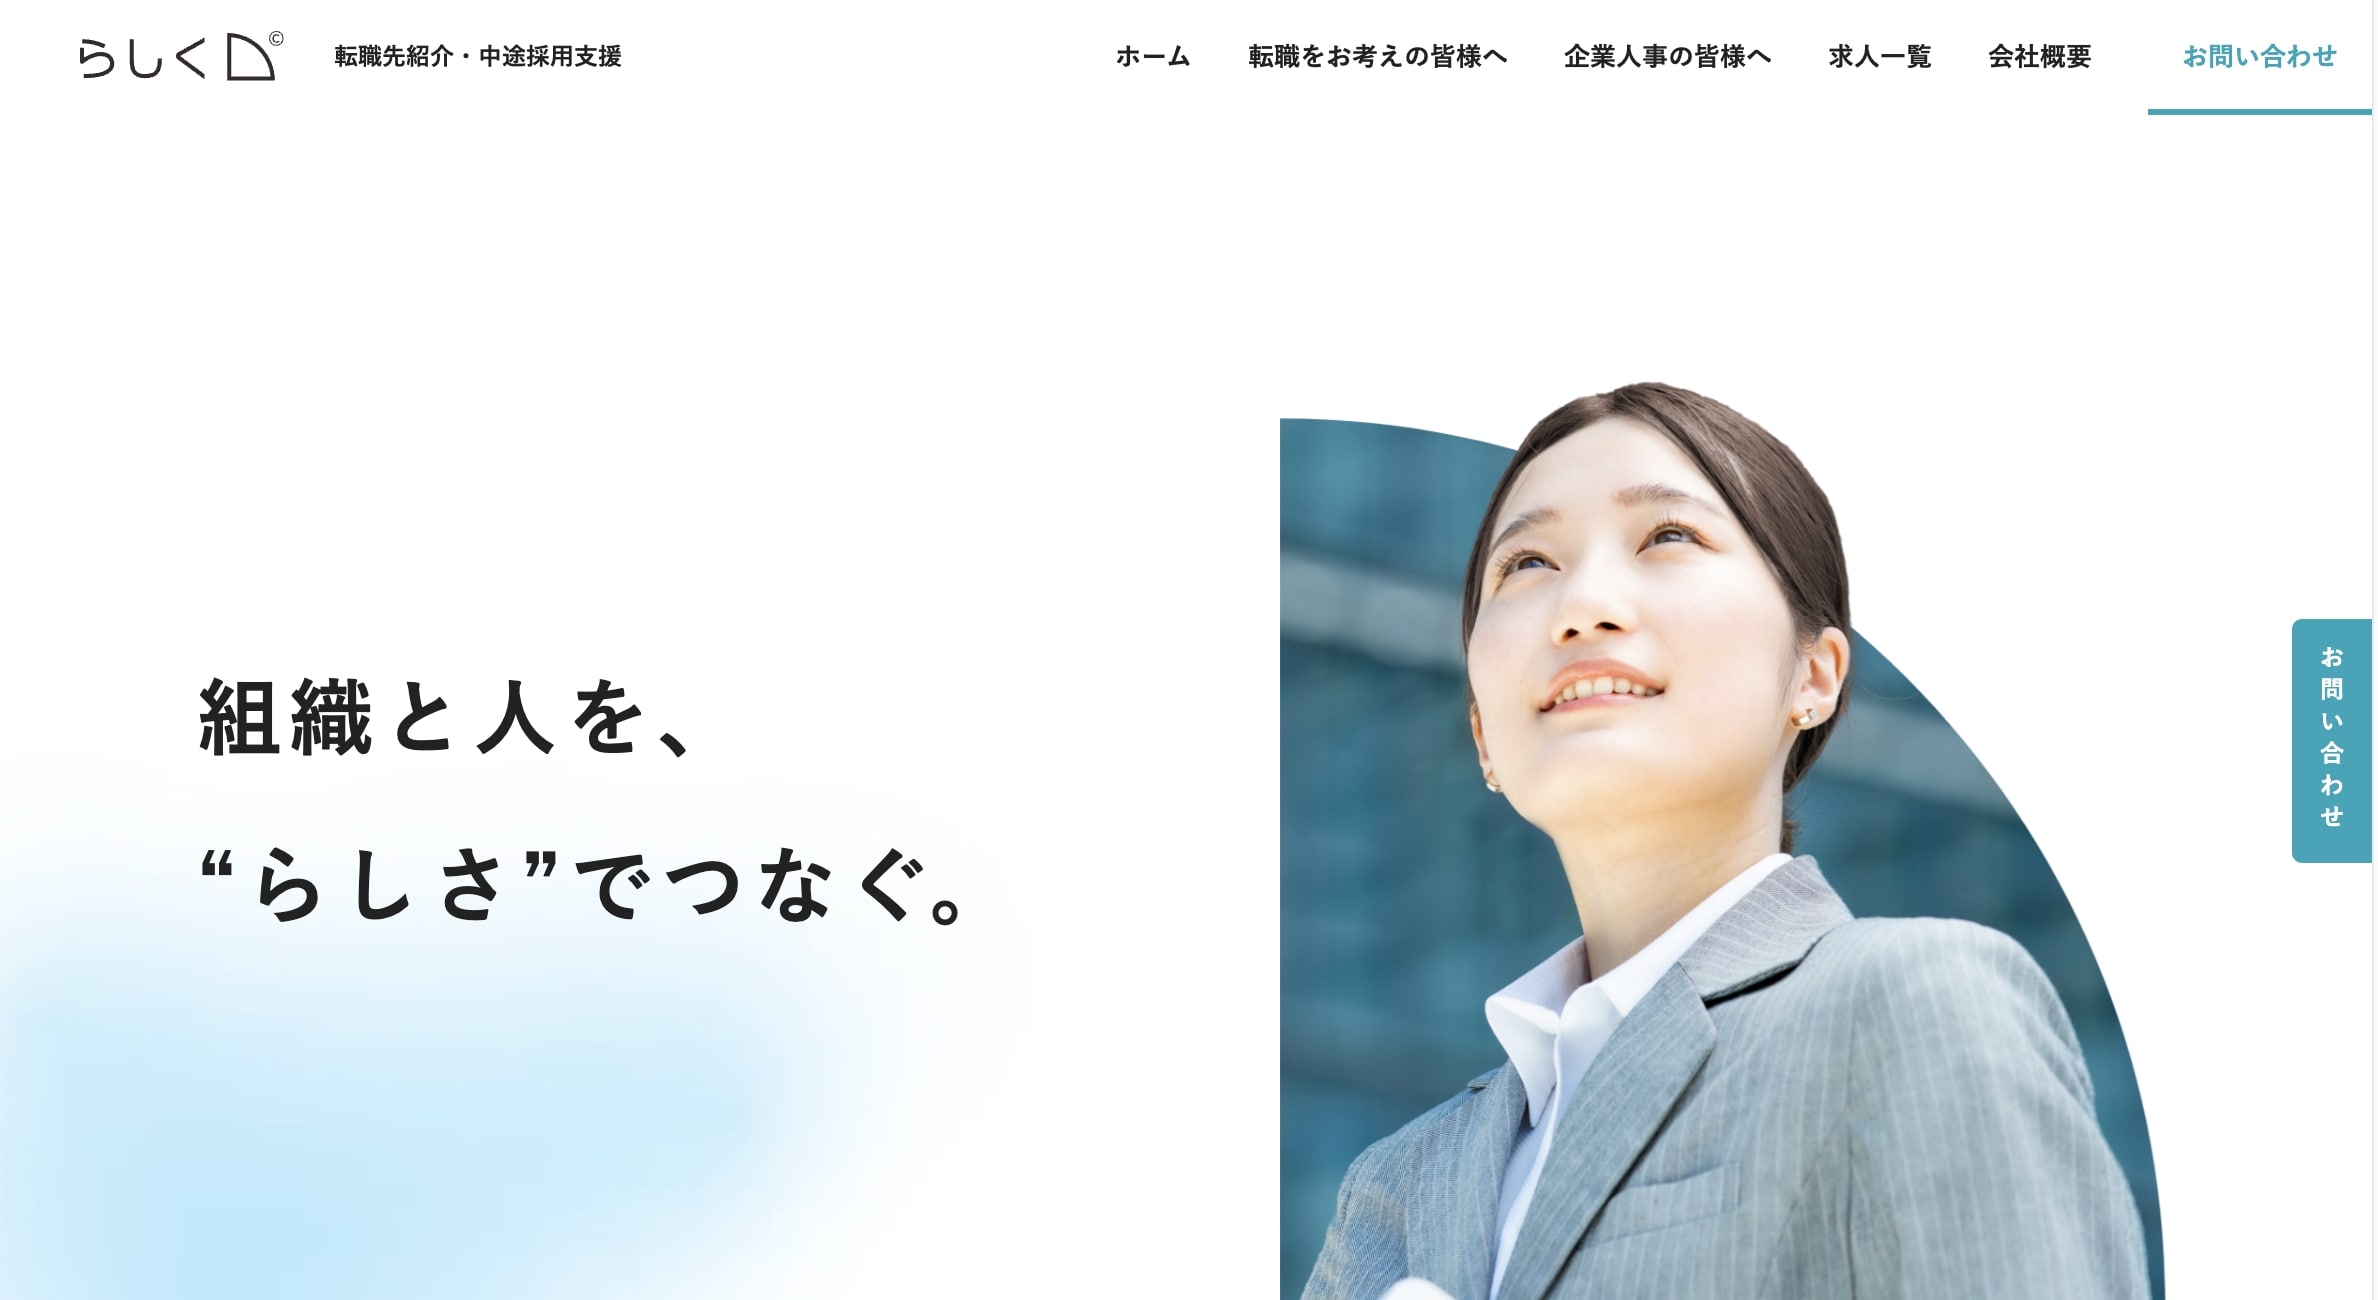 らしく©
転職先紹介・中途採用支援
ホーム
転職をお考えの皆様へ
企業人事の皆様へ
求人一覧
会社概要
お問い合わせ
組織と人を、
“らしさ”でつなぐ。
お問い合わせ